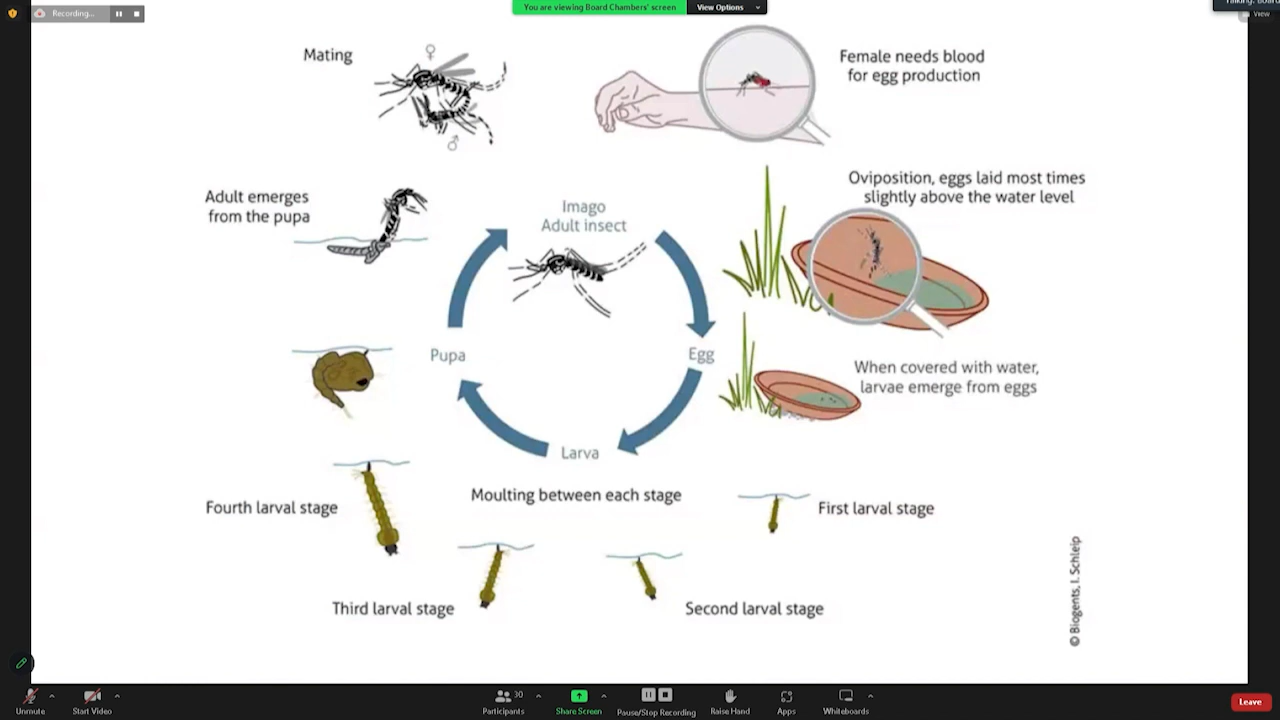 Recording...
You are viewing Board Chambers' screen
View Options
Talking: Board
View
Mating
♀
♂
Female needs blood
for egg production
Adult emerges
from the pupa
Imago
Adult insect
Oviposition, eggs laid most times
slightly above the water level
Pupa
Egg
When covered with water,
larvae emerge from eggs
Larva
Moulting between each stage
Fourth larval stage
First larval stage
Third larval stage
Second larval stage
© Biogents, I. Schleip
Unmute
Start Video
30
Participants
Share Screen
Pause/Stop Recording
Raise Hand
Apps
Whiteboards
Leave